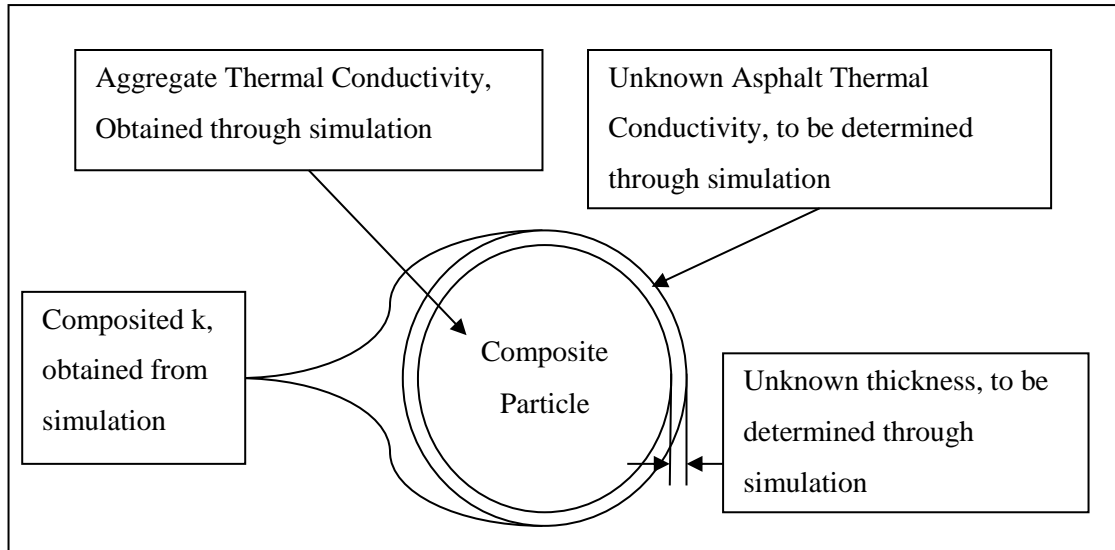 Aggregate Thermal Conductivity,
Obtained through simulation
Unknown Asphalt Thermal
Conductivity, to be determined
through simulation
Composited k,
obtained from
simulation
Composite
Particle
Unknown thickness, to be
determined through
simulation